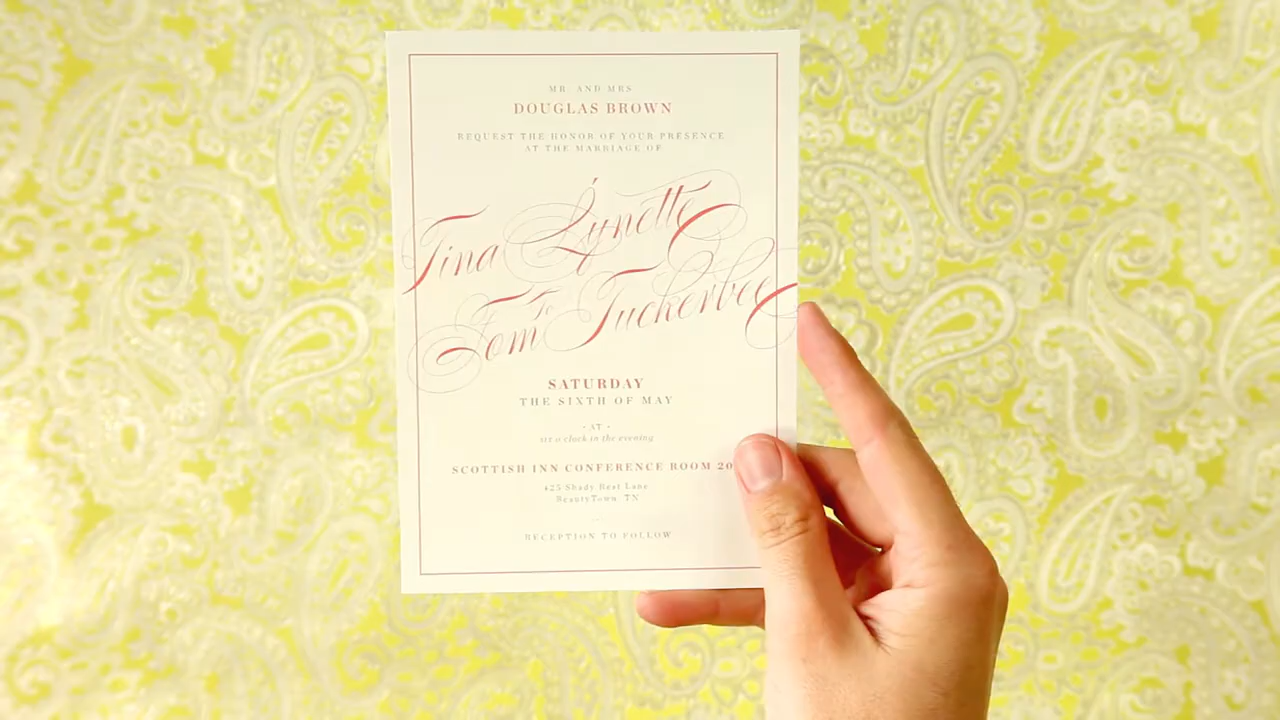 MR. AND MRS
DOUGLAS BROWN
REQUEST THE HONOR OF YOUR PRESENCE
AT THE MARRIAGE OF
Tina Lynette
To
Tom Tuckerbee
SATURDAY
THE SIXTH OF MAY
· AT ·
six o'clock in the evening
SCOTTISH INN CONFERENCE ROOM
425 Shady Rest Lane
BeautyTown TN
RECEPTION TO FOLLOW